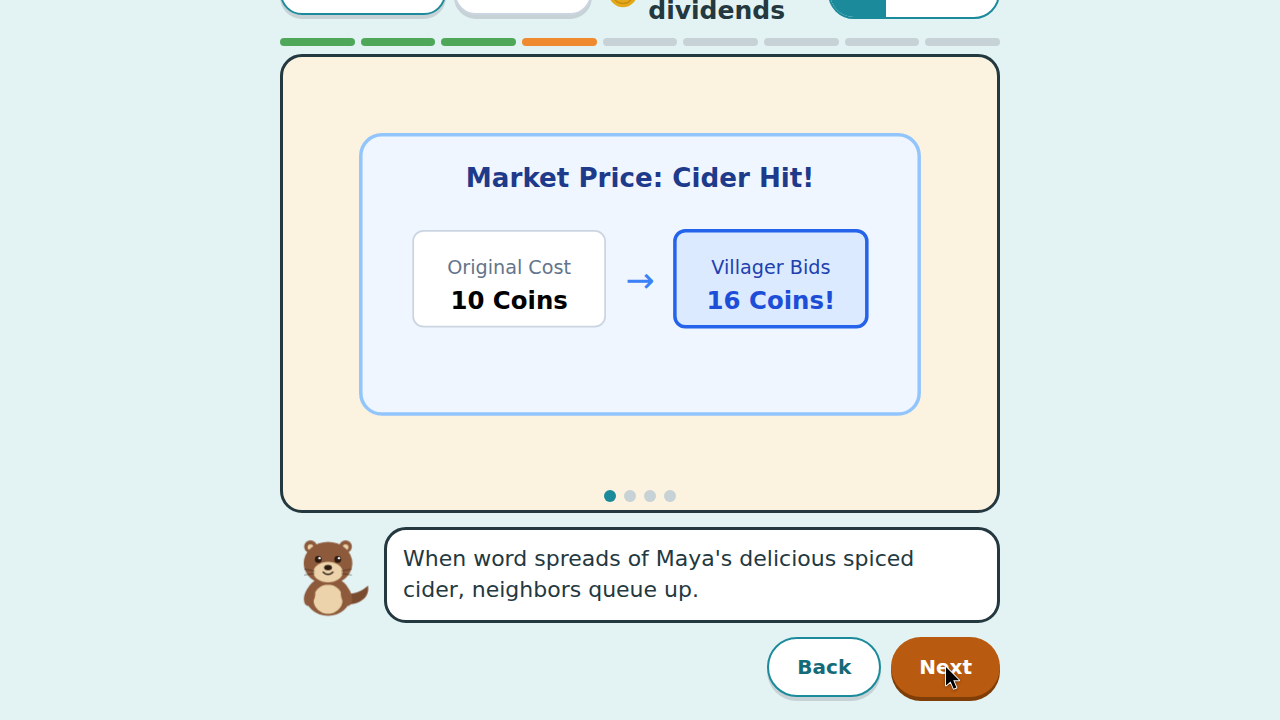 dividends
Market Price: Cider Hit!
Original Cost
10 Coins
→
Villager Bids
16 Coins!
When word spreads of Maya's delicious spiced
cider, neighbors queue up.
Back
Next